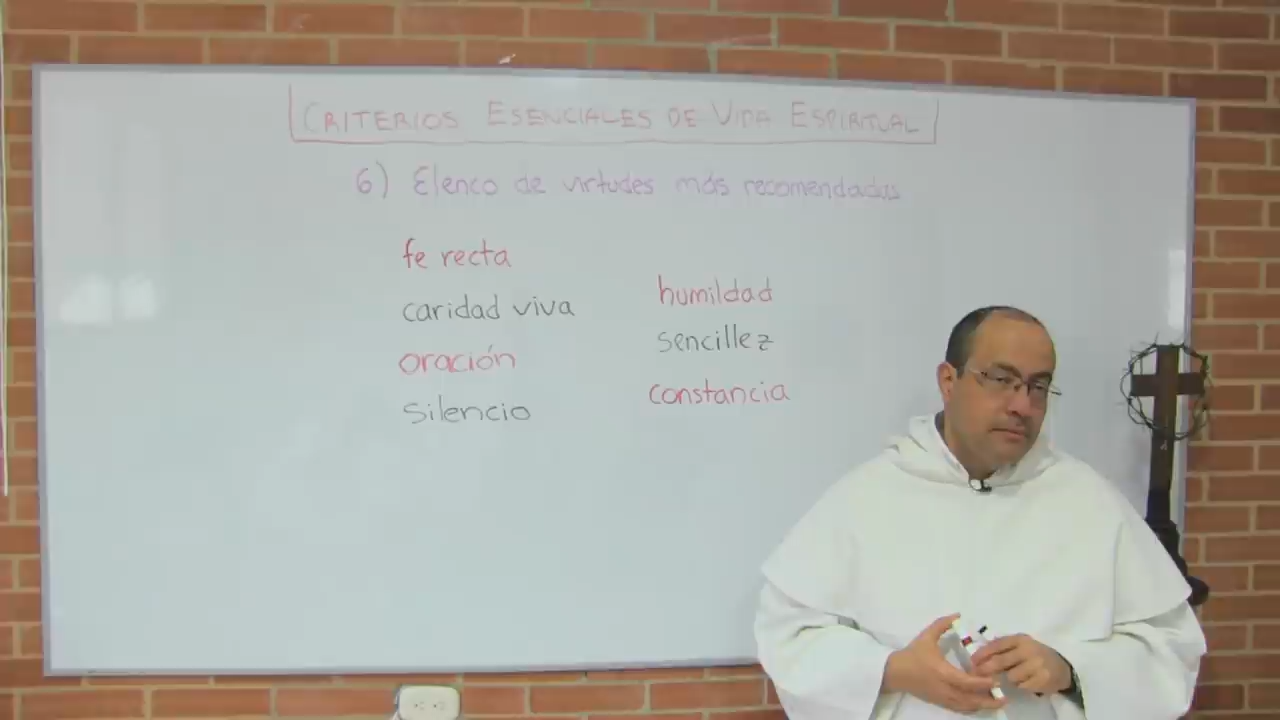 CRITERIOS ESENCIALES DE VIDA ESPIRITUAL
6) Elenco de virtudes más recomendadas
fe recta
caridad viva
oración
silencio
humildad
sencillez
constancia